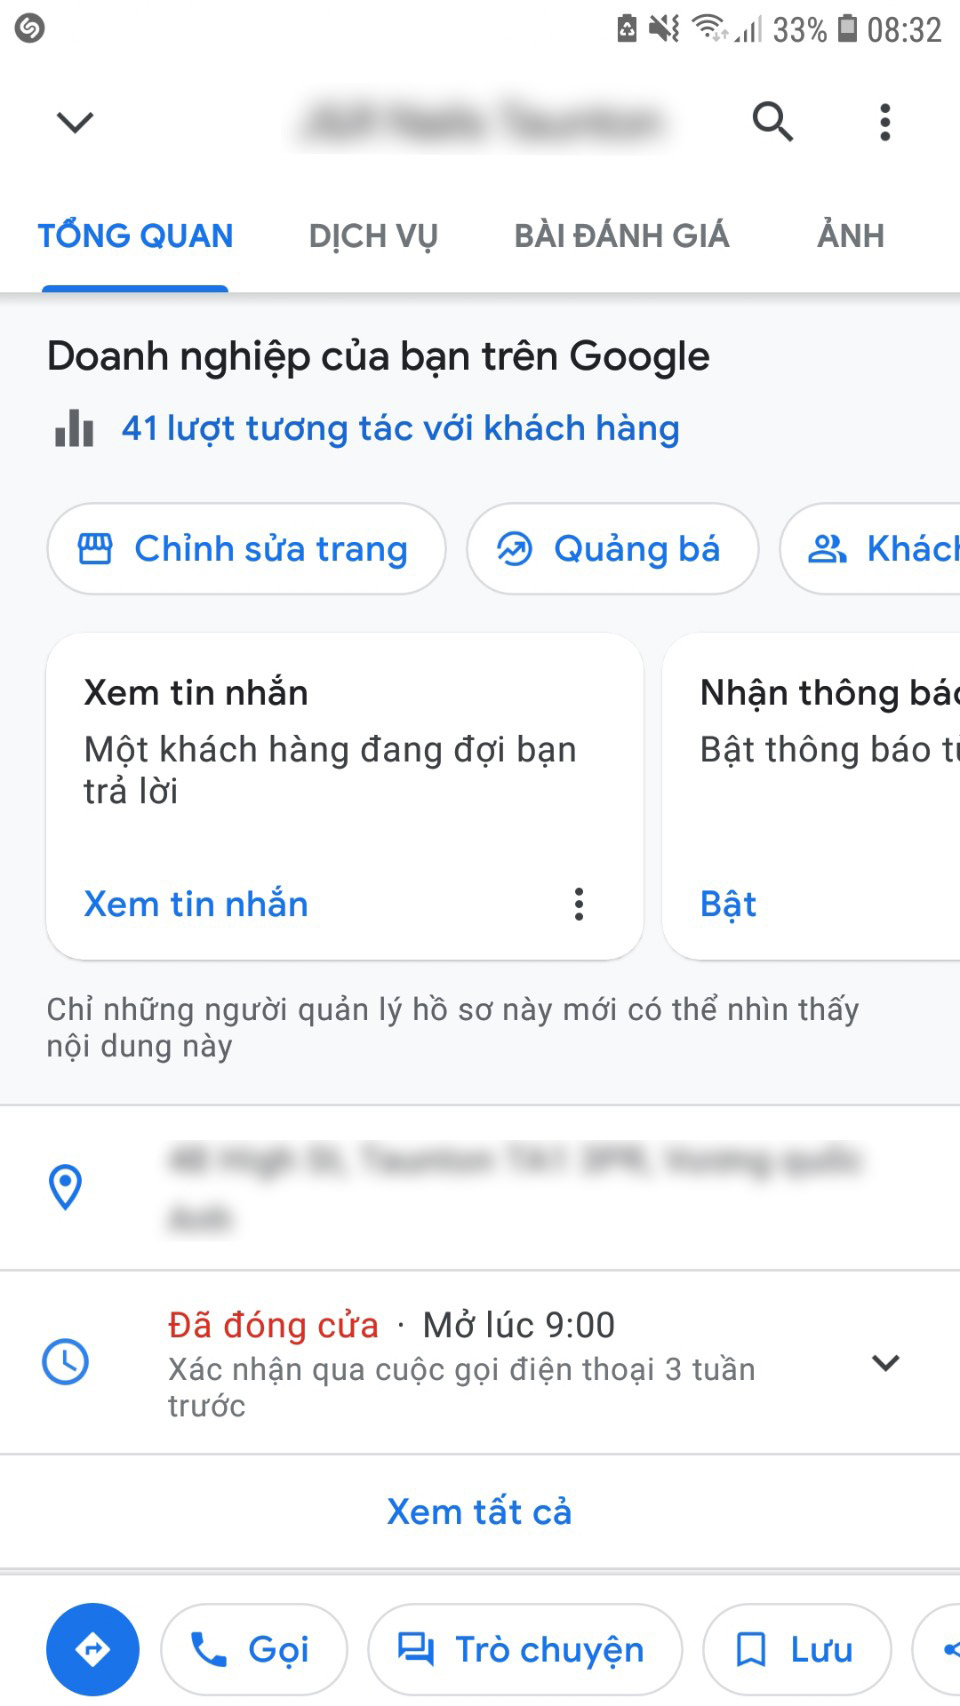 33% 08:32
TỔNG QUAN DỊCH VỤ BÀI ĐÁNH GIÁ ẢNH
Doanh nghiệp của bạn trên Google
41 lượt tương tác với khách hàng
Chỉnh sửa trang Quảng bá Khách
Xem tin nhắn
Một khách hàng đang đợi bạn
trả lời
Xem tin nhắn
Nhận thông báo
Bật thông báo từ
Bật
Chỉ những người quản lý hồ sơ này mới có thể nhìn thấy
nội dung này
Đã đóng cửa · Mở lúc 9:00
Xác nhận qua cuộc gọi điện thoại 3 tuần
trước
Xem tất cả
Gọi Trò chuyện Lưu